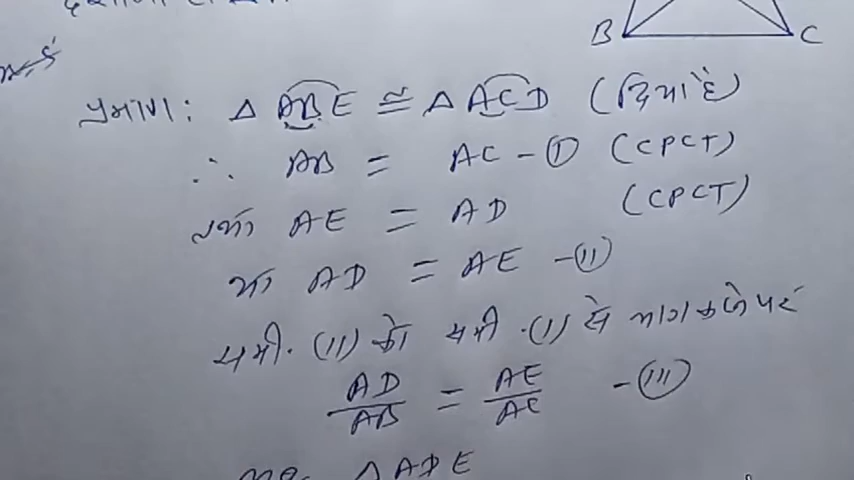 B C
प्रमाण: △ ABE ≅ △ ACD (दिया है)
∴ AB = AC - (I) (CPCT)
तथा AE = AD (CPCT)
या AD = AE - (II)
समी. (II) को समी. (I) से भाग करने पर
AD/AB = AE/AC - (III)
△ ADE